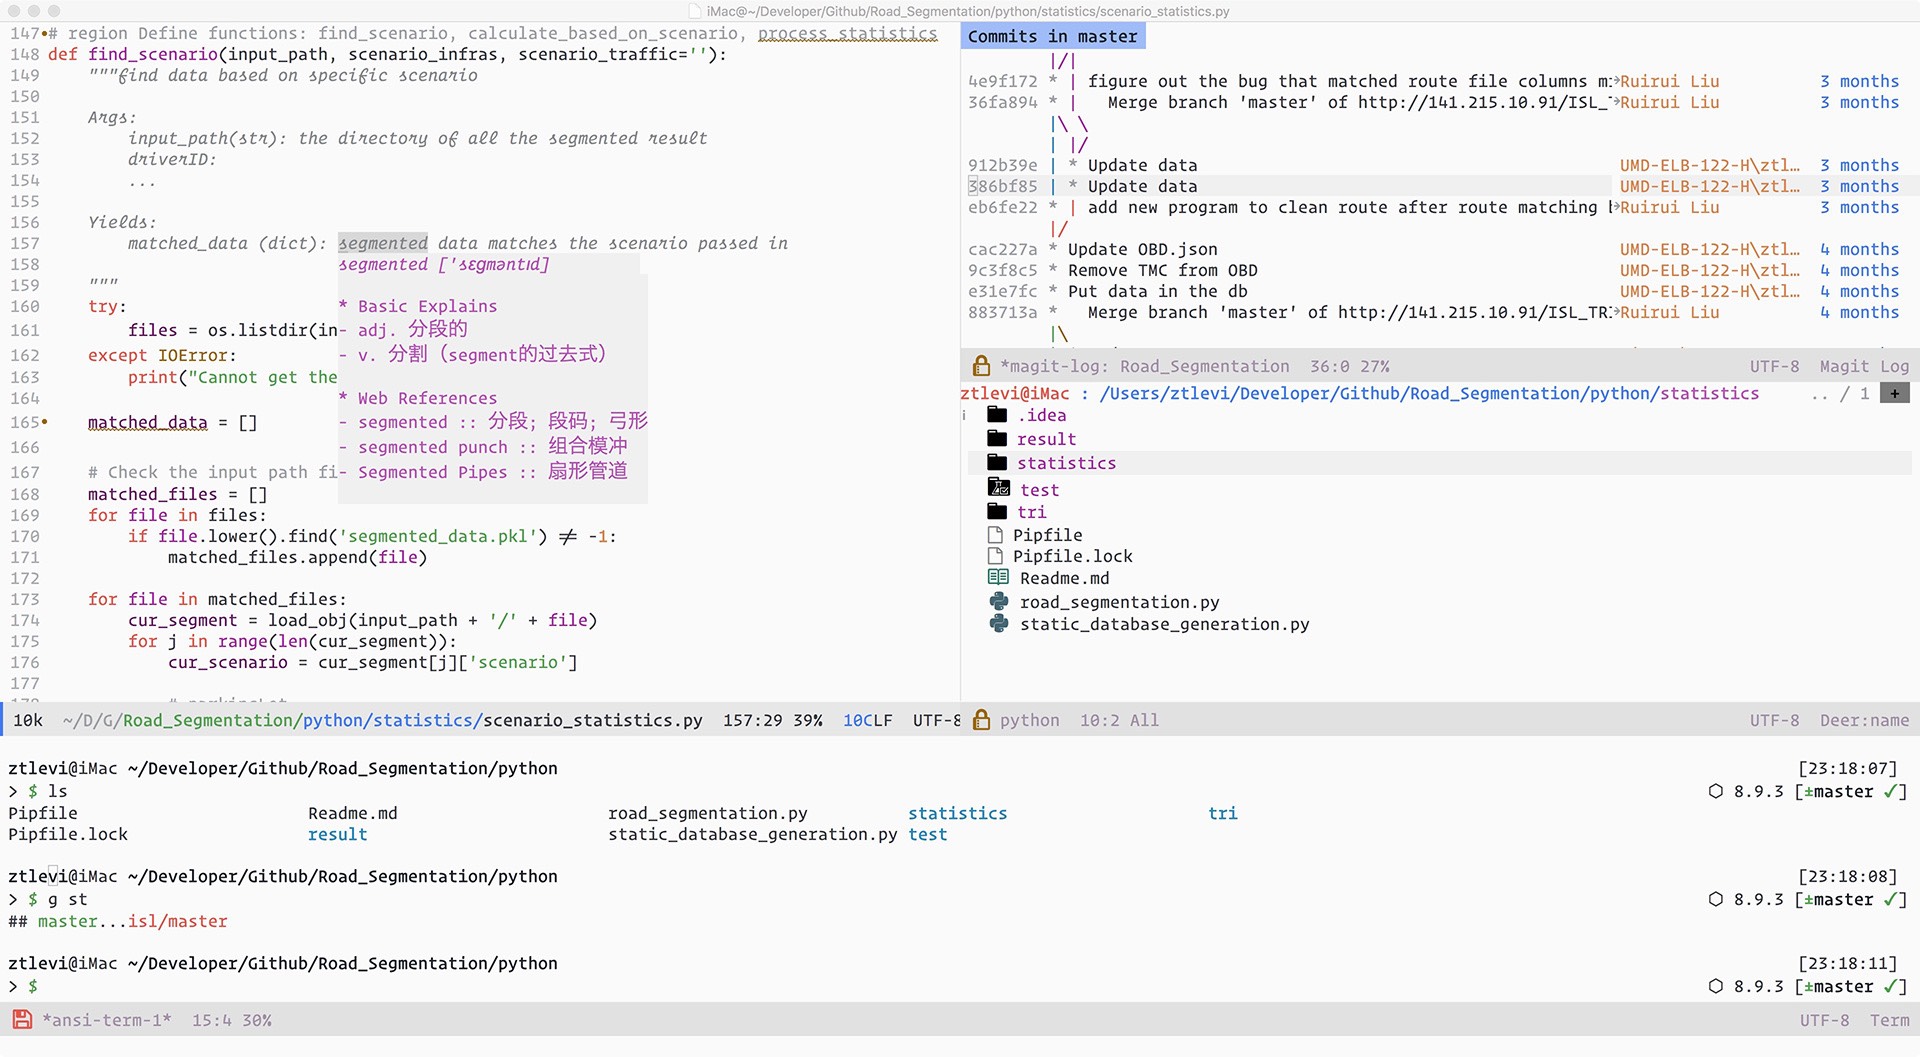 iMac@~/Developer/Github/Road_Segmentation/python/statistics/scenario_statistics.py
147 # region Define functions: find_scenario, calculate_based_on_scenario, process_statistics
148 def find_scenario(input_path, scenario_infras, scenario_traffic=''):
149 """find data based on specific scenario
150
151 Args:
152 input_path(str): the directory of all the segmented result
153 driverID:
154 ...
155
156 Yields:
157 matched_data (dict): segmented data matches the scenario passed in
158 segmented ['sɛgməntɪd]
159 """
160 try: * Basic Explains
161 files = os.listdir(in- adj. 分段的
162 except IOError: - v. 分割（segment的过去式）
163 print("Cannot get the
164 * Web References
165 matched_data = [] - segmented :: 分段; 段码; 弓形
166 - segmented punch :: 组合模冲
167 # Check the input path fi- Segmented Pipes :: 扇形管道
168 matched_files = []
169 for file in files:
170 if file.lower().find('segmented_data.pkl') ≠ -1:
171 matched_files.append(file)
172
173 for file in matched_files:
174 cur_segment = load_obj(input_path + '/' + file)
175 for j in range(len(cur_segment)):
176 cur_scenario = cur_segment[j]['scenario']
177
10k ~/D/G/Road_Segmentation/python/statistics/scenario_statistics.py 157:29 39% 10CLF UTF-8
Commits in master
|/|
4e9f172 * | figure out the bug that matched route file columns m Ruirui Liu 3 months
36fa894 * | Merge branch 'master' of http://141.215.10.91/ISL_T Ruirui Liu 3 months
|\ \
| |/
912b39e | * Update data UMD-ELB-122-H\ztl… 3 months
386bf85 | * Update data UMD-ELB-122-H\ztl… 3 months
eb6fe22 * | add new program to clean route after route matching Ruirui Liu 3 months
|/
cac227a * Update OBD.json UMD-ELB-122-H\ztl… 4 months
9c3f8c5 * Remove TMC from OBD UMD-ELB-122-H\ztl… 4 months
e31e7fc * Put data in the db UMD-ELB-122-H\ztl… 4 months
883713a * Merge branch 'master' of http://141.215.10.91/ISL_TR Ruirui Liu 4 months
|\
*magit-log: Road_Segmentation 36:0 27% UTF-8 Magit Log
ztlevi@iMac : /Users/ztlevi/Developer/Github/Road_Segmentation/python/statistics .. / 1 +
i .idea
result
statistics
test
tri
Pipfile
Pipfile.lock
Readme.md
road_segmentation.py
static_database_generation.py
python 10:2 All UTF-8 Deer:name
ztlevi@iMac ~/Developer/Github/Road_Segmentation/python [23:18:07]
> $ ls ⬡ 8.9.3 [±master ✓]
Pipfile Readme.md road_segmentation.py statistics tri
Pipfile.lock result static_database_generation.py test
ztlevi@iMac ~/Developer/Github/Road_Segmentation/python [23:18:08]
> $ g st ⬡ 8.9.3 [±master ✓]
## master...isl/master
ztlevi@iMac ~/Developer/Github/Road_Segmentation/python [23:18:11]
> $ ⬡ 8.9.3 [±master ✓]
*ansi-term-1* 15:4 30% UTF-8 Term